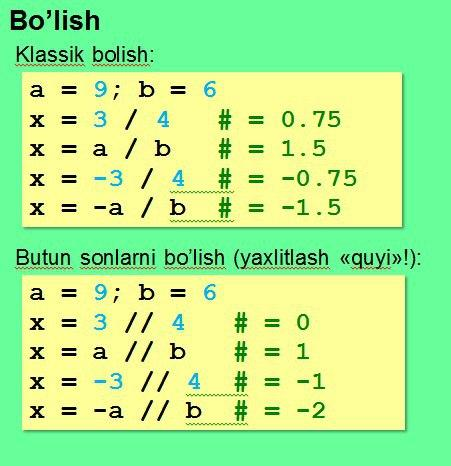 Bo’lish
Klassik bolish:
a = 9; b = 6
x = 3 / 4 # = 0.75
x = a / b # = 1.5
x = -3 / 4 # = -0.75
x = -a / b # = -1.5
Butun sonlarni bo’lish (yaxlitlash «quyi»!):
a = 9; b = 6
x = 3 // 4 # = 0
x = a // b # = 1
x = -3 // 4 # = -1
x = -a // b # = -2